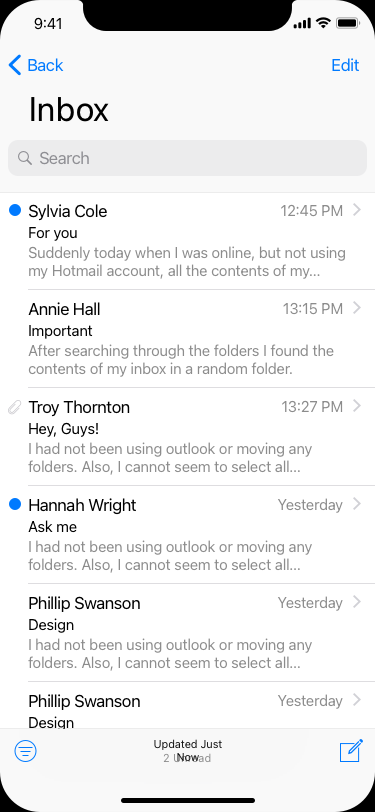 9:41
Back
Edit
Inbox
Search
Sylvia Cole 12:45 PM
For you
Suddenly today when I was online, but not using
my Hotmail account, all the contents of my...
Annie Hall 13:15 PM
Important
After searching through the folders I found the
contents of my inbox in a random folder.
Troy Thornton 13:27 PM
Hey, Guys!
I had not been using outlook or moving any
folders. Also, I cannot seem to select all...
Hannah Wright Yesterday
Ask me
I had not been using outlook or moving any
folders. Also, I cannot seem to select all...
Phillip Swanson Yesterday
Design
I had not been using outlook or moving any
folders. Also, I cannot seem to select all...
Phillip Swanson Yesterday
Design
Updated Just
Now
2 Unread